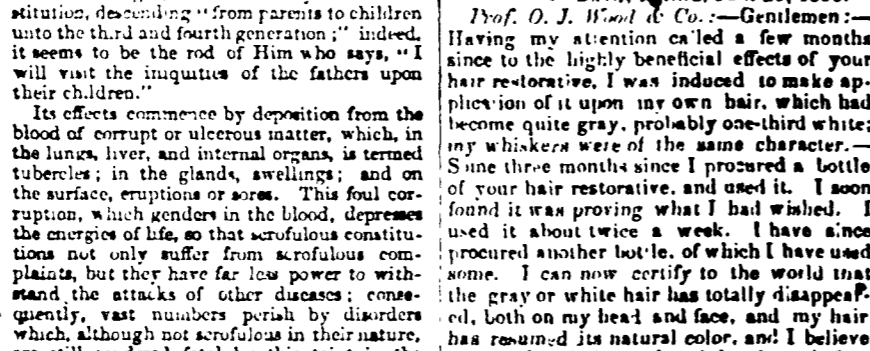 stitution, descending "from parents to children
unto the third and fourth generation;" indeed,
it seems to be the rod of Him who says, "I
will visit the iniquities of the fathers upon
their children."
Its effects commence by deposition from the
blood of corrupt or ulcerous matter, which, in
the lungs, liver, and internal organs, is termed
tubercles; in the glands, swellings; and on
the surface, eruptions or sores. This foul cor-
ruption, which genders in the blood, depresses
the energies of life, so that scrofulous constitu-
tions not only suffer from scrofulous com-
plaints, but they have far less power to with-
stand the attacks of other diseases; conse-
quently, vast numbers perish by disorders
which, although not scrofulous in their nature,
Prof. O. J. Wood & Co.:—Gentlemen:—
Having my attention called a few months
since to the highly beneficial effects of your
hair restorative, I was induced to make ap-
plication of it upon my own hair, which had
become quite gray, probably one-third white;
my whiskers were of the same character.—
Some three months since I procured a bottle
of your hair restorative, and used it. I soon
found it was proving what I had wished. I
used it about twice a week. I have since
procured another bottle, of which I have used
some. I can now certify to the world that
the gray or white hair has totally disappear-
ed, both on my head and face, and my hair
has resumed its natural color, and I believe